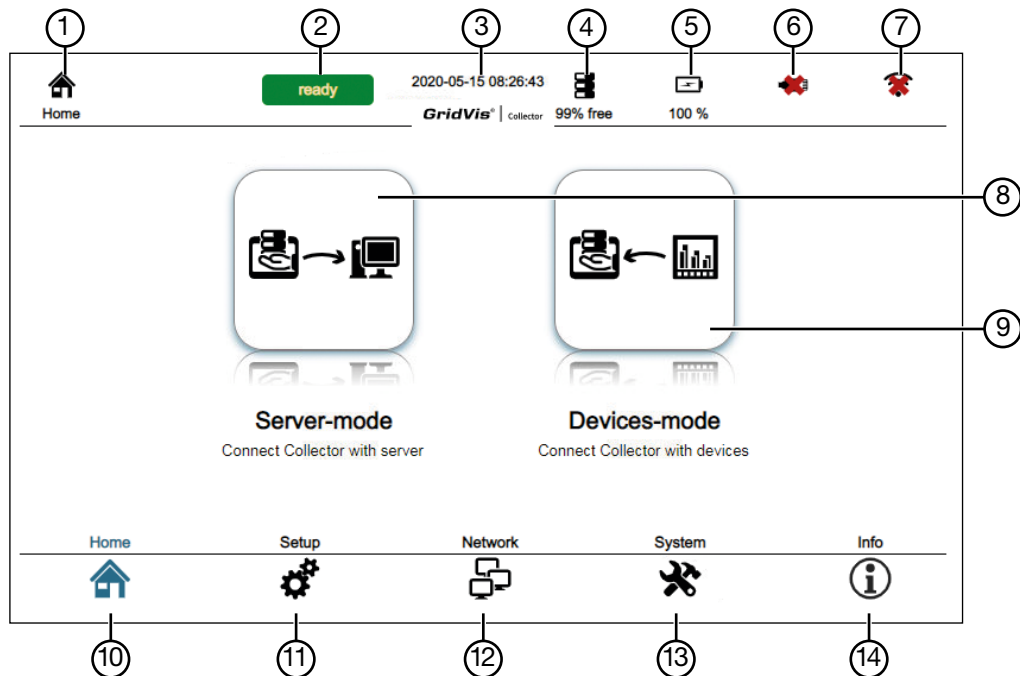 1 2 3 4 5 6 7
ready 2020-05-15 08:26:43
Home GridVis® | Collector 99% free 100 %
8
9
Server-mode Devices-mode
Connect Collector with server Connect Collector with devices
Home Setup Network System Info
10 11 12 13 14